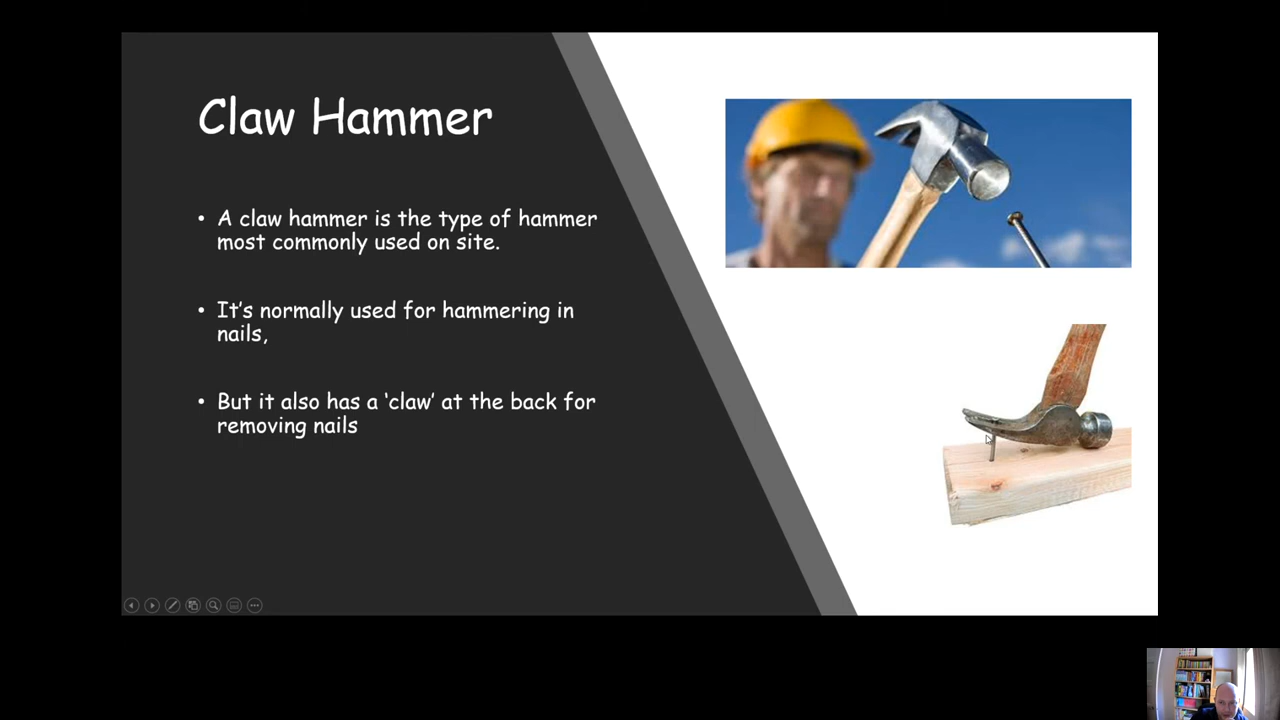 Claw Hammer
• A claw hammer is the type of hammer
most commonly used on site.
• It’s normally used for hammering in
nails,
• But it also has a ‘claw’ at the back for
removing nails